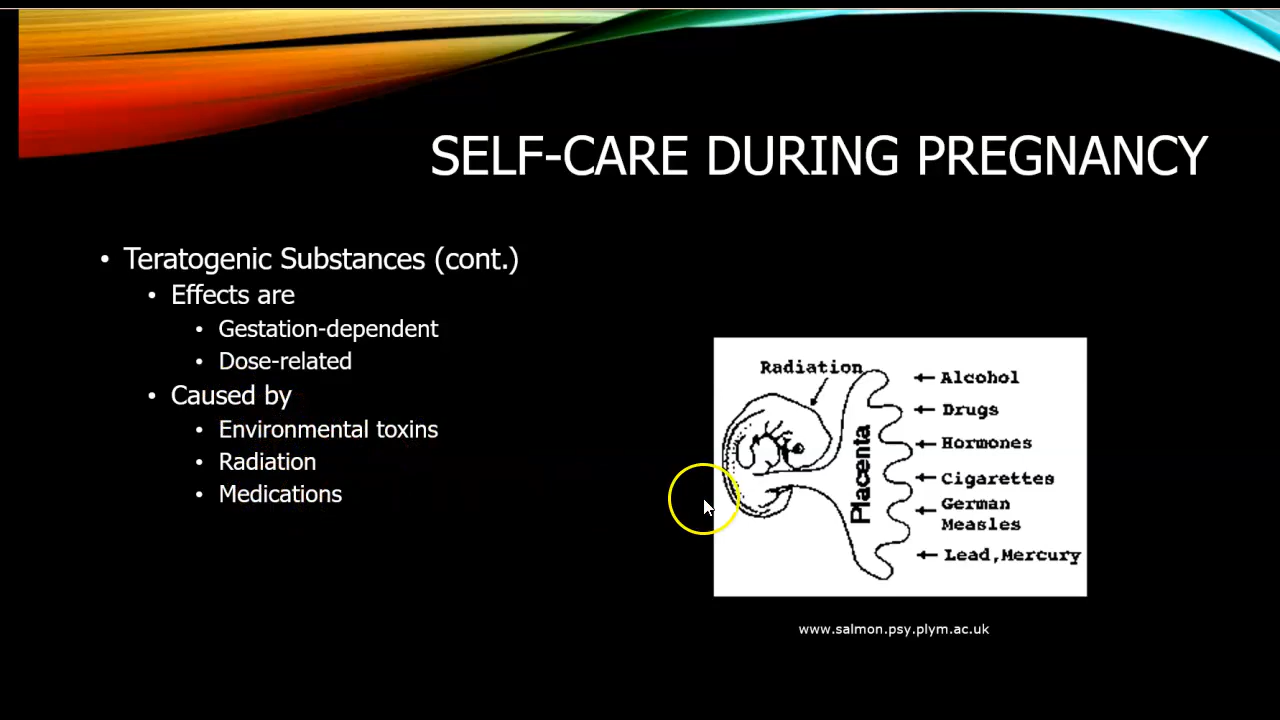 SELF-CARE DURING PREGNANCY
• Teratogenic Substances (cont.)
• Effects are
• Gestation-dependent
• Dose-related
• Caused by
• Environmental toxins
• Radiation
• Medications
Radiation
Placenta
Alcohol
Drugs
Hormones
Cigarettes
German
Measles
Lead,Mercury
www.salmon.psy.plym.ac.uk